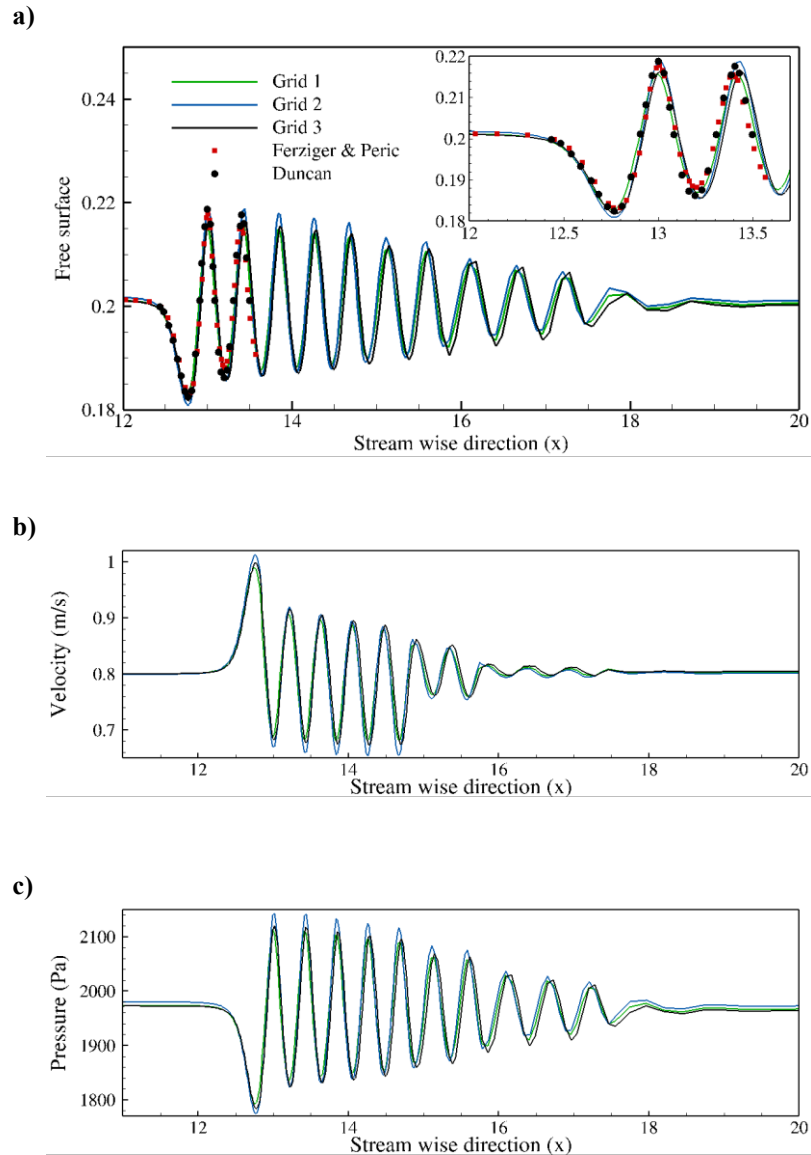 a)
Free surface
0.24
0.22
0.2
0.18
12
14
16
18
20
Stream wise direction (x)
Grid 1
Grid 2
Grid 3
Ferziger & Peric
Duncan
0.22
0.21
0.2
0.19
0.18
12
12.5
13
13.5
b)
Velocity (m/s)
1
0.9
0.8
0.7
12
14
16
18
20
Stream wise direction (x)
c)
Pressure (Pa)
2100
2000
1900
1800
12
14
16
18
20
Stream wise direction (x)